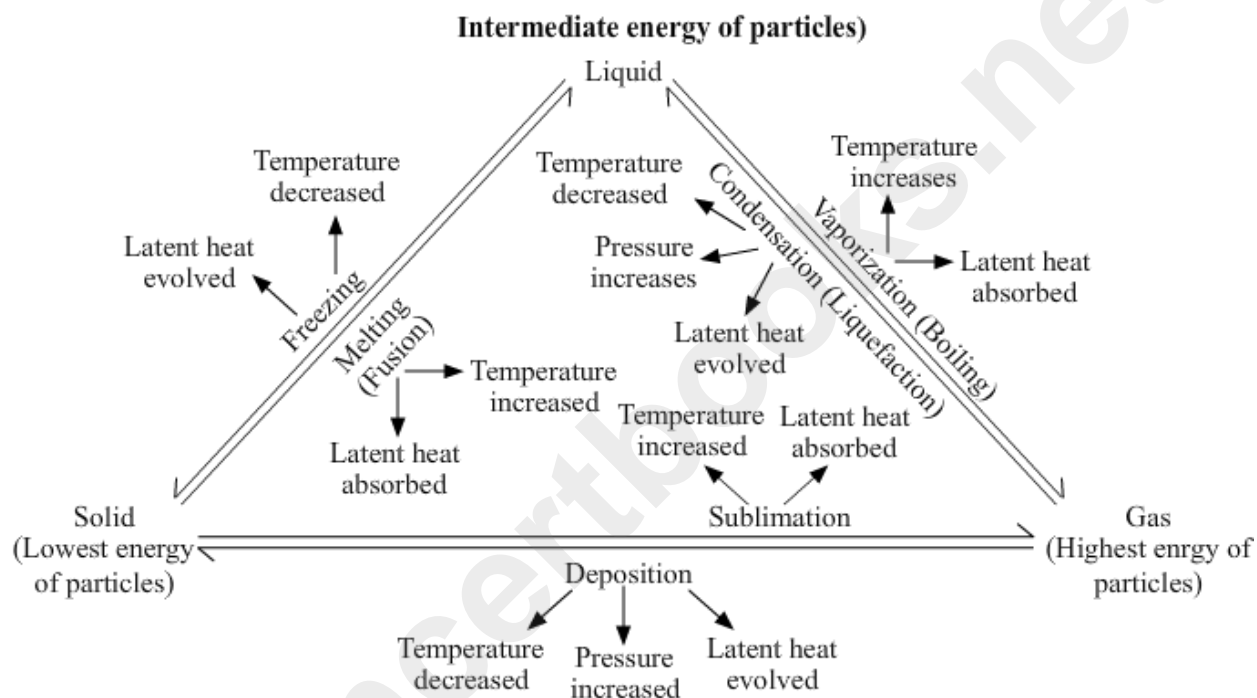 Intermediate energy of particles)
Liquid
Temperature
decreased
Latent heat
evolved
Freezing
Melting
(Fusion)
Temperature
increased
Latent heat
absorbed
Temperature
decreased
Pressure
increases
Latent heat
evolved
Condensation (Liquefaction)
Vaporization (Boiling)
Temperature
increases
Latent heat
absorbed
Temperature
increased
Latent heat
absorbed
Sublimation
Solid
(Lowest energy
of particles)
Gas
(Highest enrgy of
particles)
Deposition
Temperature
decreased
Pressure
increased
Latent heat
evolved
ncertbooks.ne